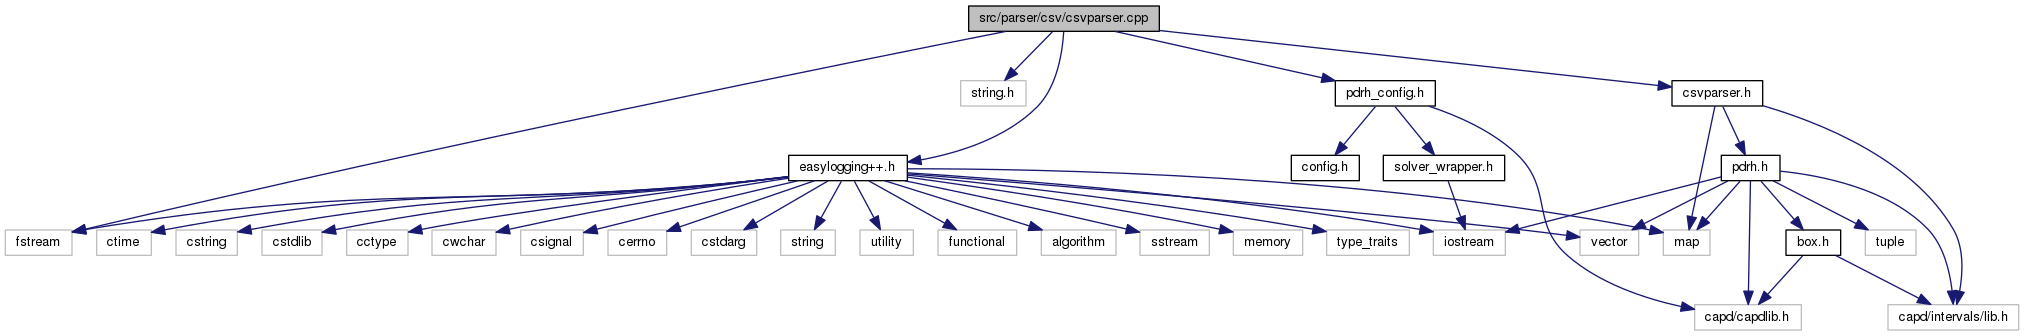 src/parser/csv/csvparser.cpp
string.h
pdrh_config.h
csvparser.h
easylogging++.h
config.h
solver_wrapper.h
pdrh.h
fstream
ctime
cstring
cstdlib
cctype
cwchar
csignal
cerrno
cstdarg
string
utility
functional
algorithm
sstream
memory
type_traits
iostream
vector
map
box.h
tuple
capd/capdlib.h
capd/intervals/lib.h